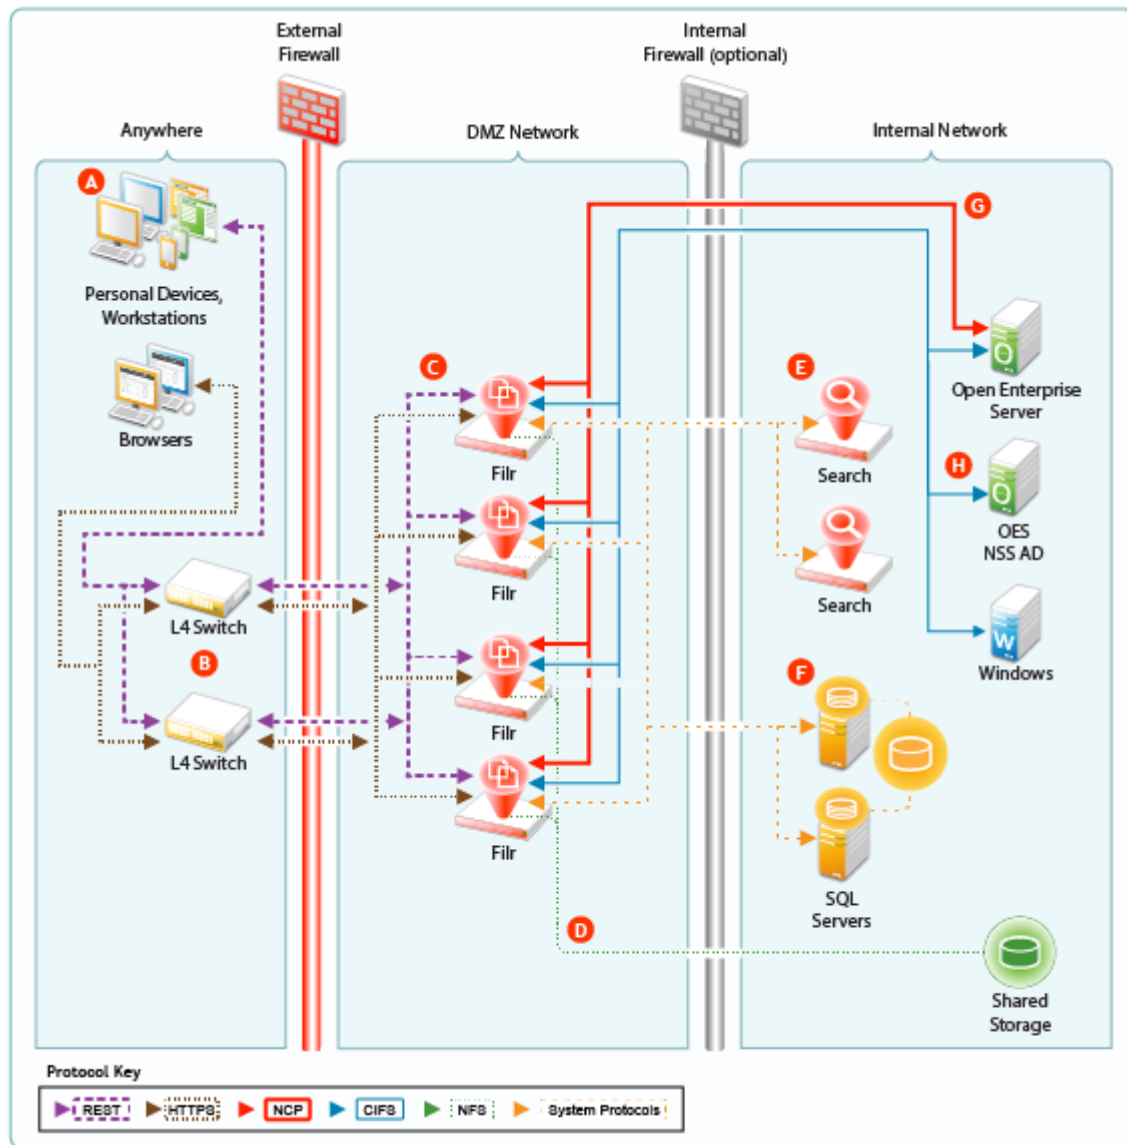 External
Firewall
Internal
Firewall (optional)
Anywhere
DMZ Network
Internal Network
A
Personal Devices,
Workstations
Browsers
L4 Switch
B
L4 Switch
C
Filr
Filr
Filr
Filr
D
E
Search
Search
F
SQL
Servers
G
O
Open Enterprise
Server
H
O
OES
NSS AD
W
Windows
Shared
Storage
Protocol Key
REST
HTTPS
NCP
CIFS
NFS
System Protocols